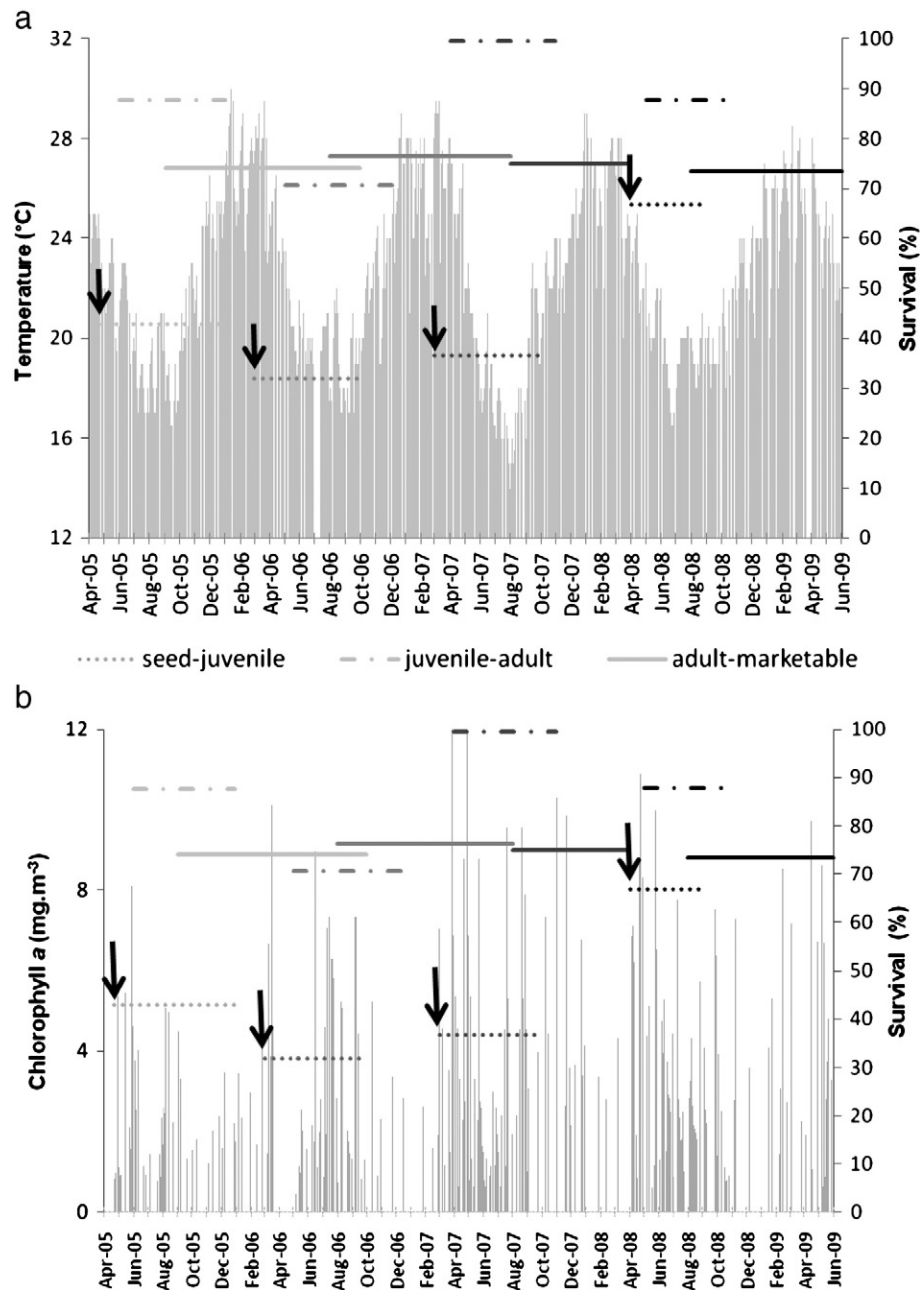 a
32
28
24
20
16
12
Temperature (°C)
100
90
80
70
60
50
40
30
20
10
0
Survival (%)
Apr-05
Jun-05
Aug-05
Oct-05
Dec-05
Feb-06
Apr-06
Jun-06
Aug-06
Oct-06
Dec-06
Feb-07
Apr-07
Jun-07
Aug-07
Oct-07
Dec-07
Feb-08
Apr-08
Jun-08
Aug-08
Oct-08
Dec-08
Feb-09
Apr-09
Jun-09
seed-juvenile
juvenile-adult
adult-marketable
b
12
8
4
0
Chlorophyll a (mg.m-3)
100
90
80
70
60
50
40
30
20
10
0
Survival (%)
Apr-05
Jun-05
Aug-05
Oct-05
Dec-05
Feb-06
Apr-06
Jun-06
Aug-06
Oct-06
Dec-06
Feb-07
Apr-07
Jun-07
Aug-07
Oct-07
Dec-07
Feb-08
Apr-08
Jun-08
Aug-08
Oct-08
Dec-08
Feb-09
Apr-09
Jun-09